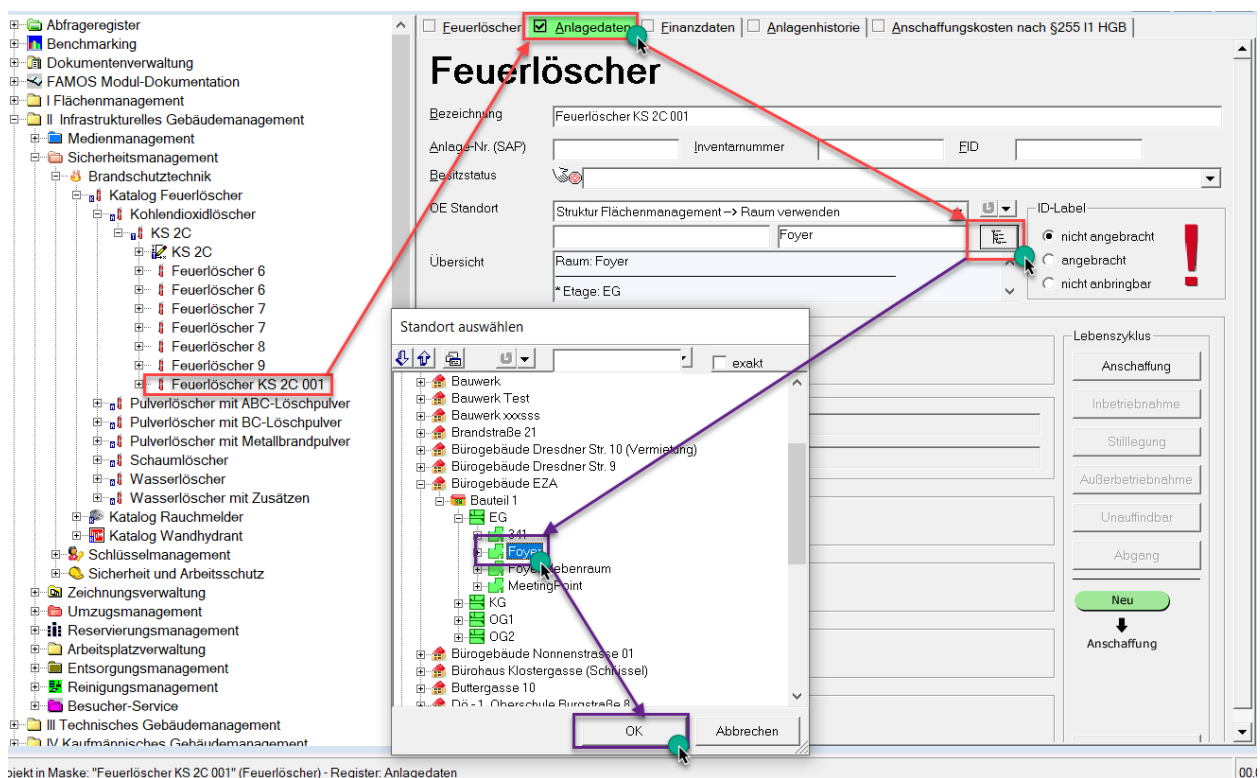 Abfrageregister
Benchmarking
Dokumentenverwaltung
FAMOS Modul-Dokumentation
I Flächenmanagement
II Infrastrukturelles Gebäudemanagement
Medienmanagement
Sicherheitsmanagement
Brandschutztechnik
Katalog Feuerlöscher
Kohlendioxidlöscher
KS 2C
KS 2C
Feuerlöscher 6
Feuerlöscher 6
Feuerlöscher 7
Feuerlöscher 7
Feuerlöscher 8
Feuerlöscher 9
Feuerlöscher KS 2C 001
Pulverlöscher mit ABC-Löschpulver
Pulverlöscher mit BC-Löschpulver
Pulverlöscher mit Metallbrandpulver
Schaumlöscher
Wasserlöscher
Wasserlöscher mit Zusätzen
Katalog Rauchmelder
Katalog Wandhydrant
Schlüsselmanagement
Sicherheit und Arbeitsschutz
Zeichnungsverwaltung
Umzugsmanagement
Reservierungsmanagement
Arbeitsplatzverwaltung
Entsorgungsmanagement
Reinigungsmanagement
Besucher-Service
III Technisches Gebäudemanagement
IV Kaufmännisches Gebäudemanagement
Feuerlöscher Anlagedaten Finanzdaten Anlagenhistorie Anschaffungskosten nach §255 I1 HGB
Feuerlöscher
Bezeichnung Feuerlöscher KS 2C 001
Anlage-Nr. (SAP) Inventarnummer FID
Besitzstatus
OE Standort Struktur Flächenmanagement --> Raum verwenden
Foyer
Übersicht Raum: Foyer
* Etage: EG
ID-Label
nicht angebracht
angebracht
nicht anbringbar
Standort auswählen
exakt
Bauwerk
Bauwerk Test
Bauwerk xxxsss
Brandstraße 21
Bürogebäude Dresdner Str. 10 (Vermietung)
Bürogebäude Dresdner Str. 9
Bürogebäude EZA
Bauteil 1
EG
341
Foyer
Foyer Nebenraum
MeetingPoint
KG
OG1
OG2
Bürogebäude Nonnenstrasse 01
Bürohaus Klostergasse (Schlüssel)
Buttergasse 10
Dö - 1. Oberschule Burgstraße 8
OK Abbrechen
Lebenszyklus
Anschaffung
Inbetriebnahme
Stilllegung
Außerbetriebnahme
Unauffindbar
Abgang
Neu
Anschaffung
ojekt in Maske: "Feuerlöscher KS 2C 001" (Feuerlöscher) - Register: Anlagedaten